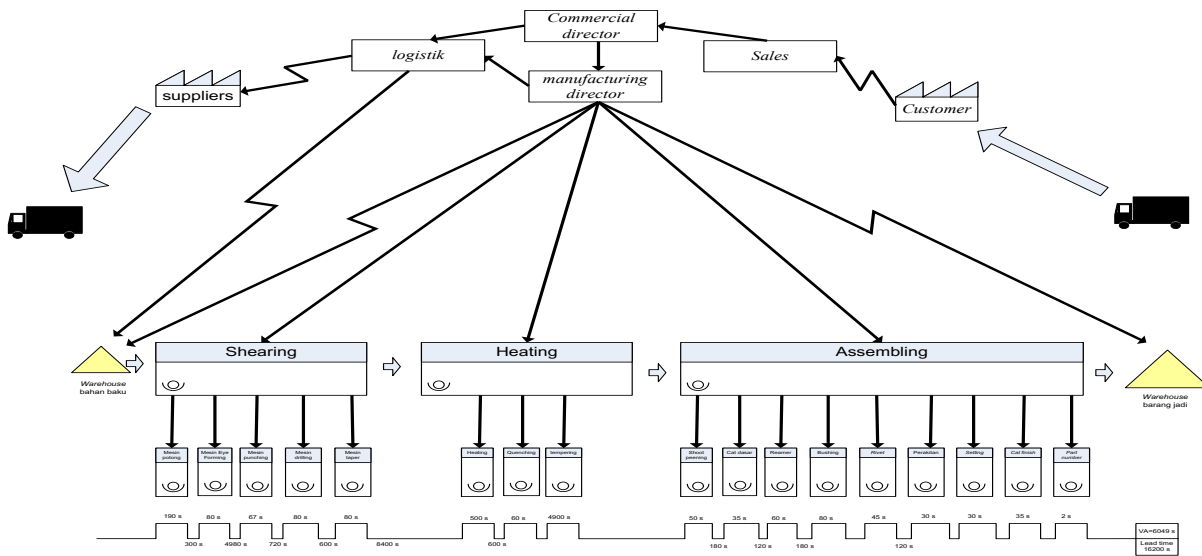 Commercial
director
logistik
Sales
manufacturing
director
suppliers
Customer
Shearing
Heating
Assembling
Warehouse
bahan baku
Warehouse
barang jadi
Mesin
potong
Mesin Eye
Forming
Mesin
punching
Mesin
drilling
Mesin
taper
Heating
Quenching
tempering
Shoot
peening
Cat dasar
Reamer
Bushing
Rivet
Perakitan
Setting
Cat finish
Part
number
190 s
80 s
67 s
80 s
80 s
500 s
60 s
4900 s
50 s
35 s
60 s
80 s
45 s
30 s
30 s
35 s
2 s
300 s
4980 s
720 s
600 s
8400 s
600 s
180 s
120 s
180 s
120 s
VA=6049 s
Lead time
16200 s